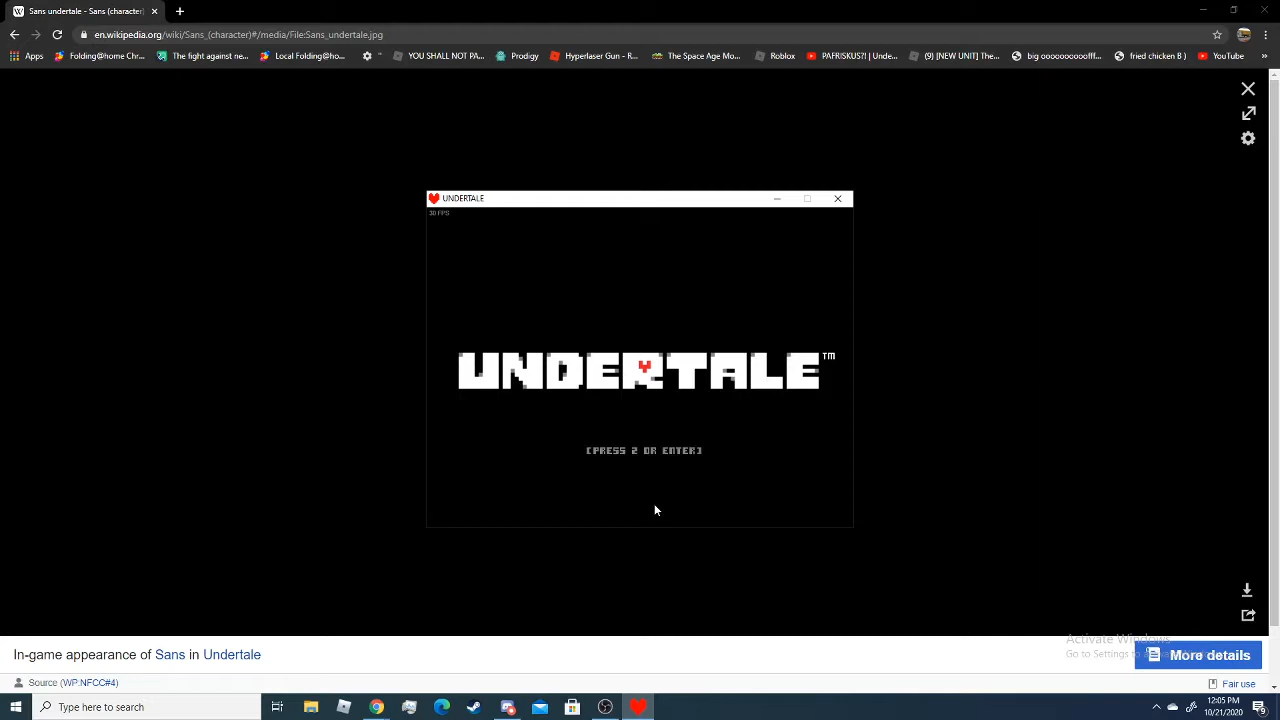 Sans undertale - Sans (character)
en.wikipedia.org/wiki/Sans_(character)#/media/File:Sans_undertale.jpg
Apps
Folding@home Chr...
The fight against ne...
Local Folding@ho...
"
YOU SHALL NOT PA...
Prodigy
Hyperlaser Gun - R...
The Space Age Mo...
Roblox
PAFRISKUS?! | Unde...
(9) [NEW UNIT] The...
big oooooooooofff...
fried chicken B )
YouTube
»
UNDERTALE
30 FPS
UNDERTALE™
[PRESS Z OR ENTER]
Activate Windows
Go to Settings to
In-game appearance of Sans in Undertale
More details
Source (WP:NFCC#4)
Fair use
Type here to search
12:05 PM
10/21/2020